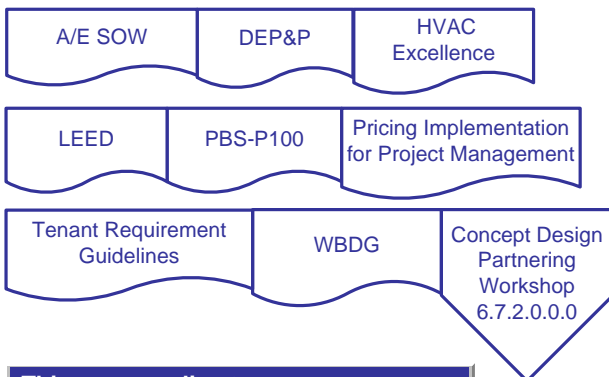 A/E SOW
DEP&P
HVAC
Excellence
LEED
PBS-P100
Pricing Implementation
for Project Management
Tenant Requirement
Guidelines
WBDG
Concept Design
Partnering
Workshop
6.7.2.0.0.0